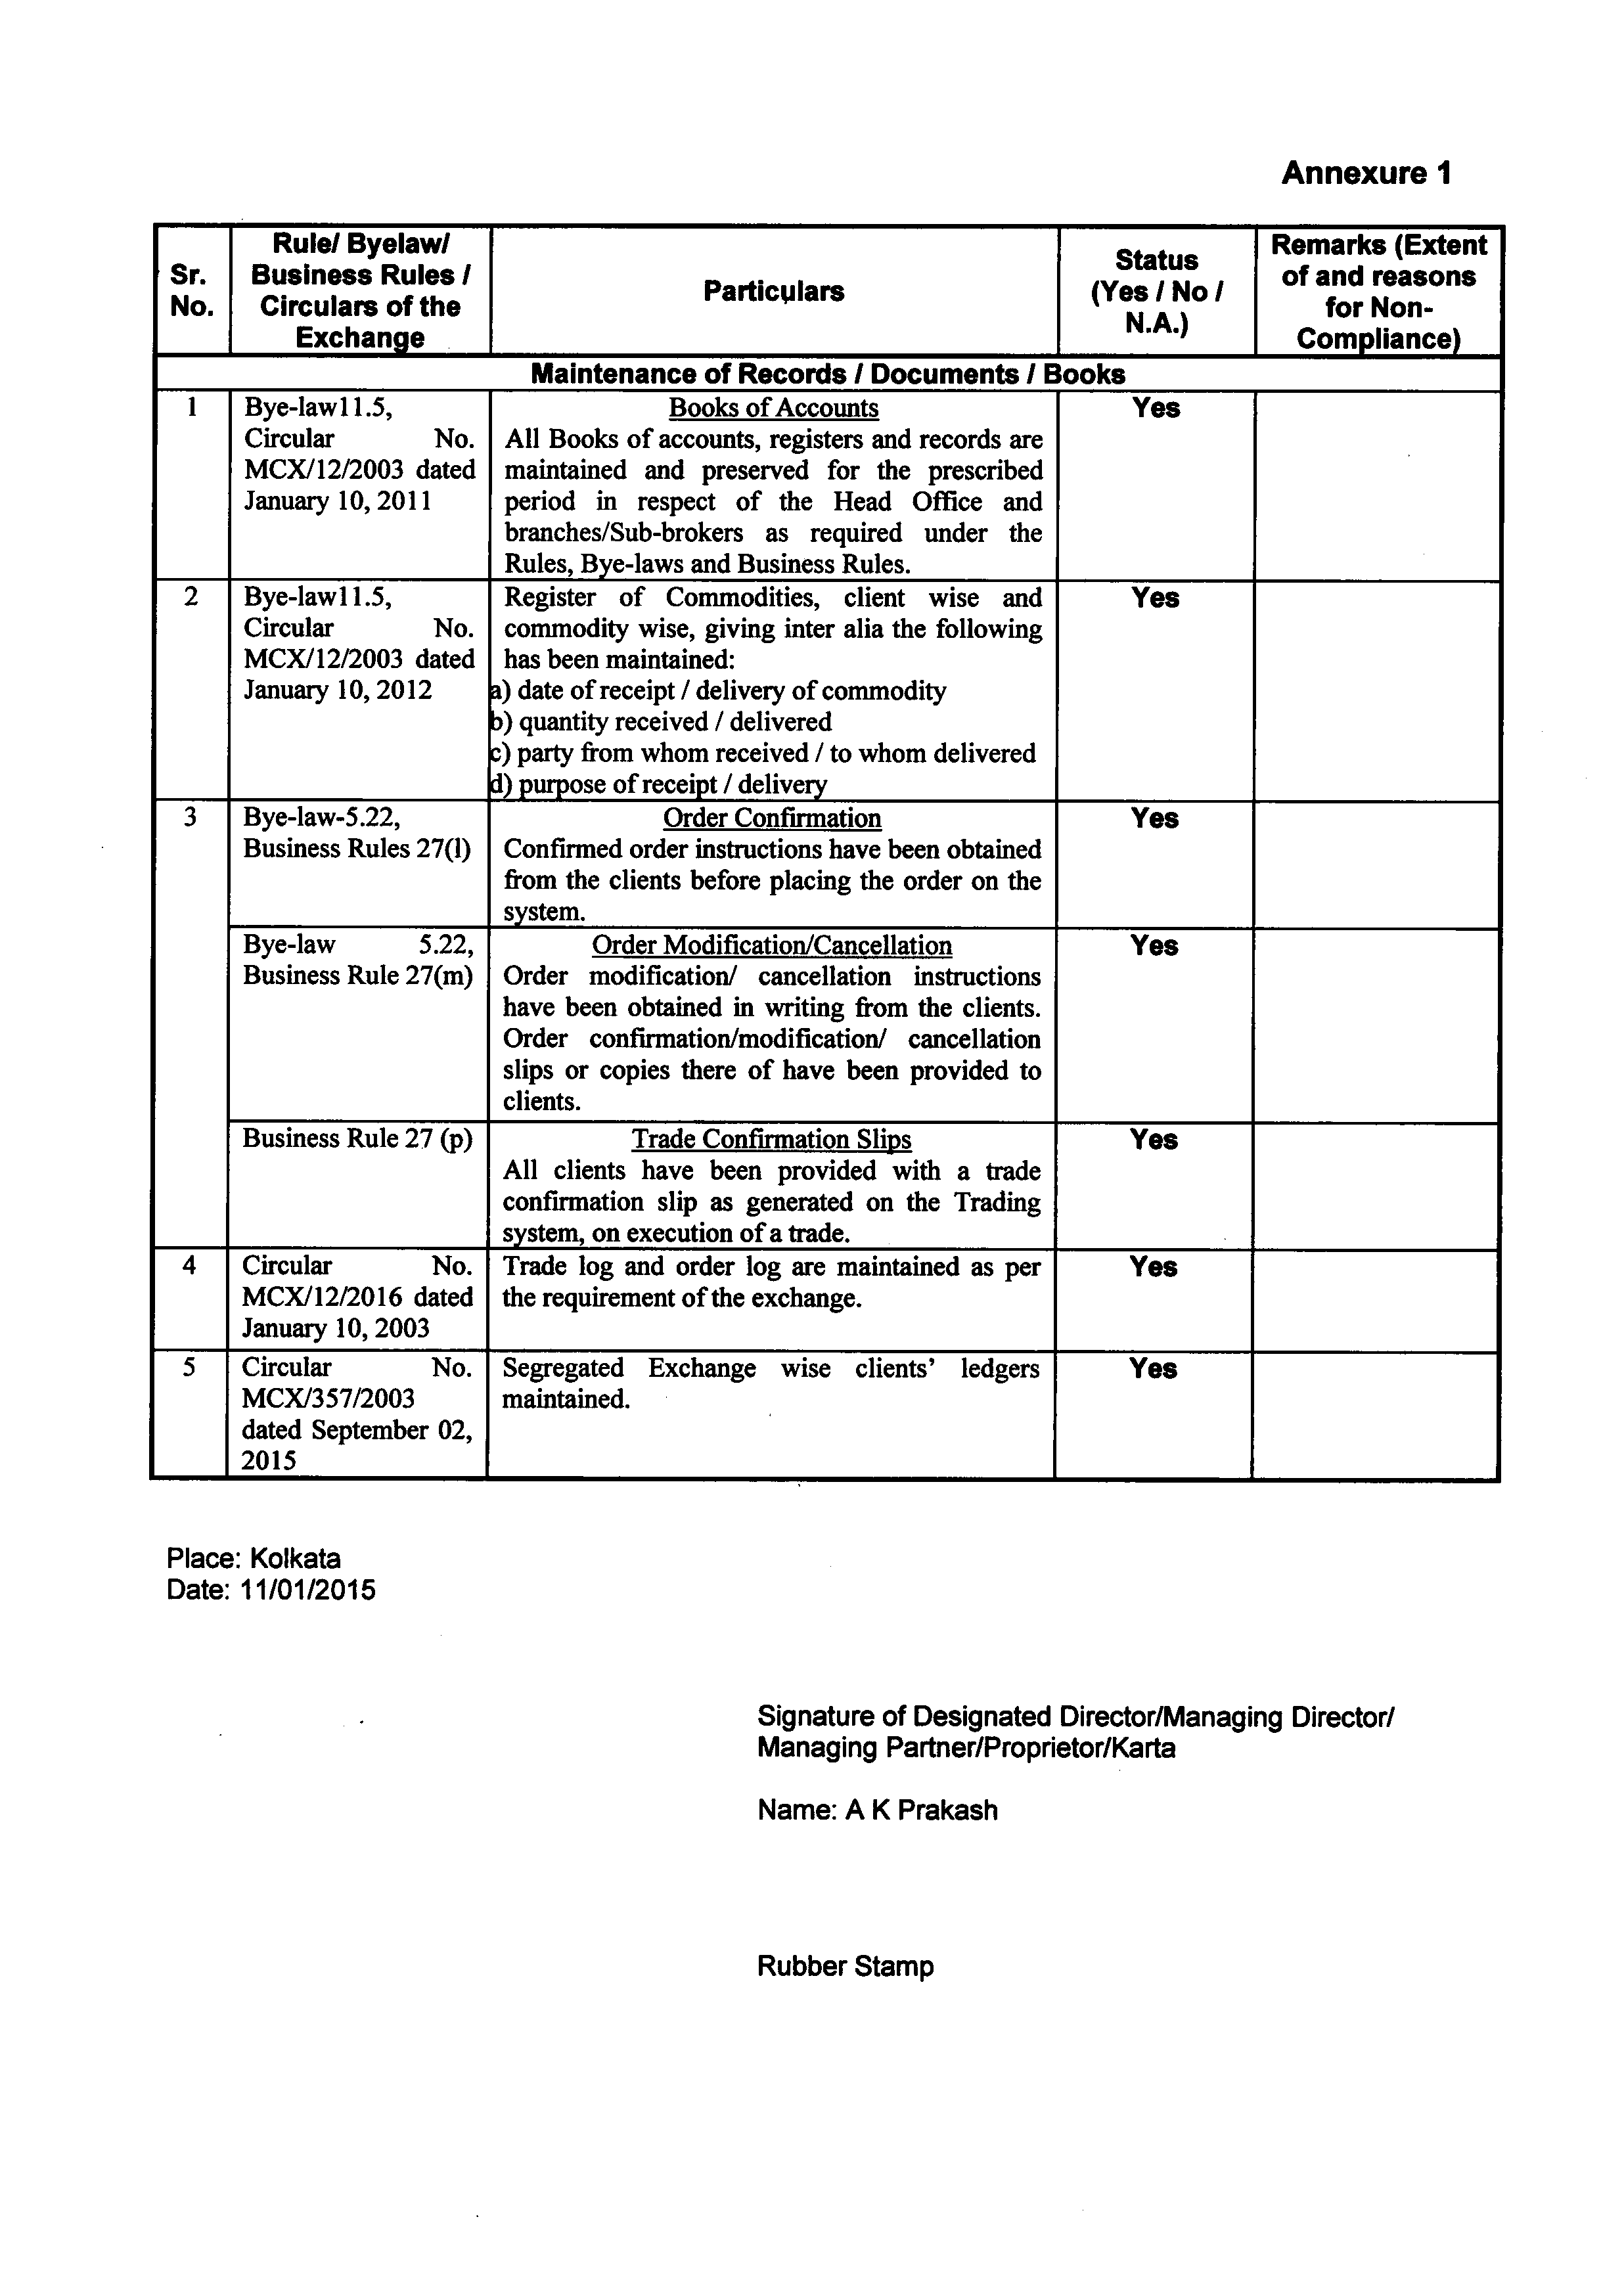 Annexure 1
Sr.
No.
Rule/ Byelaw/
Business Rules /
Circulars of the
Exchange
Particulars
Status
(Yes / No /
N.A.)
Remarks (Extent
of and reasons
for Non-
Compliance)
Maintenance of Records / Documents / Books
1
Bye-law11.5,
Circular No.
MCX/12/2003 dated
January 10, 2011
Books of Accounts
All Books of accounts, registers and records are
maintained and preserved for the prescribed
period in respect of the Head Office and
branches/Sub-brokers as required under the
Rules, Bye-laws and Business Rules.
Yes
2
Bye-law11.5,
Circular No.
MCX/12/2003 dated
January 10, 2012
Register of Commodities, client wise and
commodity wise, giving inter alia the following
has been maintained:
a) date of receipt / delivery of commodity
b) quantity received / delivered
c) party from whom received / to whom delivered
d) purpose of receipt / delivery
Yes
3
Bye-law-5.22,
Business Rules 27(l)
Order Confirmation
Confirmed order instructions have been obtained
from the clients before placing the order on the
system.
Yes
Bye-law 5.22,
Business Rule 27(m)
Order Modification/Cancellation
Order modification/ cancellation instructions
have been obtained in writing from the clients.
Order confirmation/modification/ cancellation
slips or copies there of have been provided to
clients.
Yes
Business Rule 27 (p)
Trade Confirmation Slips
All clients have been provided with a trade
confirmation slip as generated on the Trading
system, on execution of a trade.
Yes
4
Circular No.
MCX/12/2016 dated
January 10, 2003
Trade log and order log are maintained as per
the requirement of the exchange.
Yes
5
Circular No.
MCX/357/2003
dated September 02,
2015
Segregated Exchange wise clients' ledgers
maintained.
Yes
Place: Kolkata
Date: 11/01/2015
Signature of Designated Director/Managing Director/
Managing Partner/Proprietor/Karta
Name: A K Prakash
Rubber Stamp